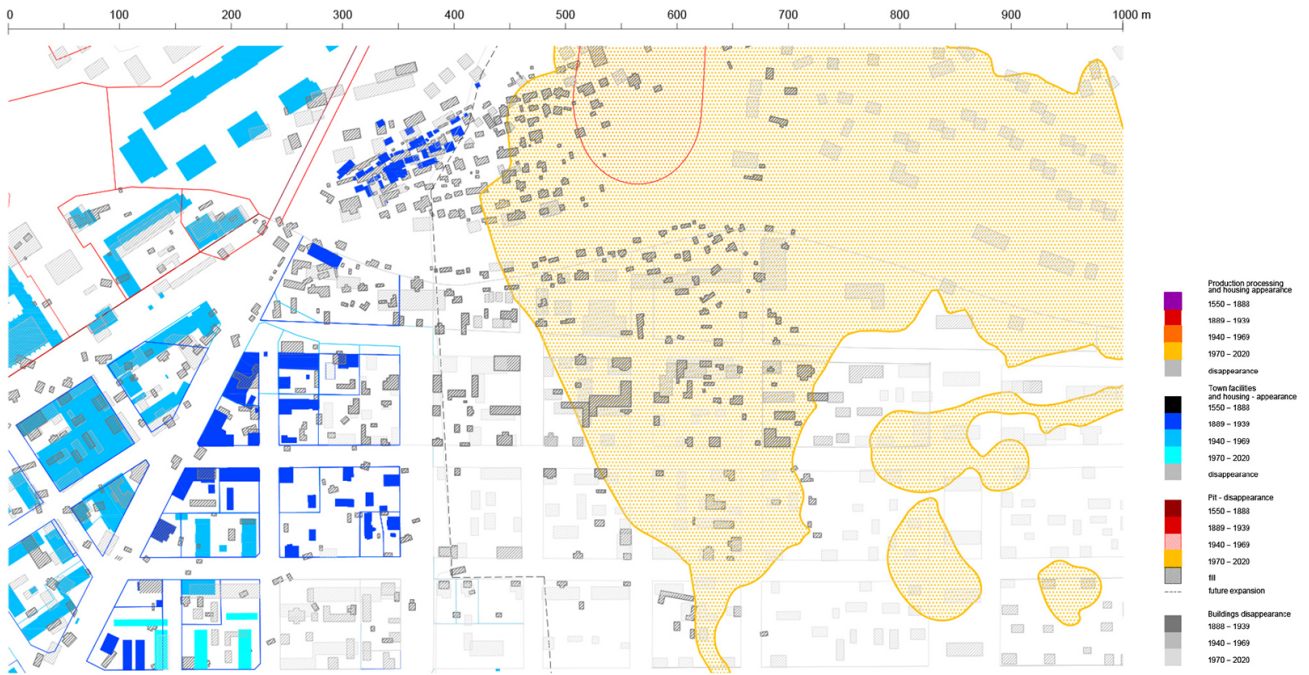 0 100 200 300 400 500 600 700 800 900 1000 m
Production processing
and housing appearance
1550 – 1888
1889 – 1939
1940 – 1969
1970 – 2020
disappearance
Town facilities
and housing - appearance
1550 – 1888
1889 – 1939
1940 – 1969
1970 – 2020
disappearance
Pit - disappearance
1550 – 1888
1889 – 1939
1940 – 1969
1970 – 2020
fill
future expansion
Buildings disappearance
1888 – 1939
1940 – 1969
1970 – 2020